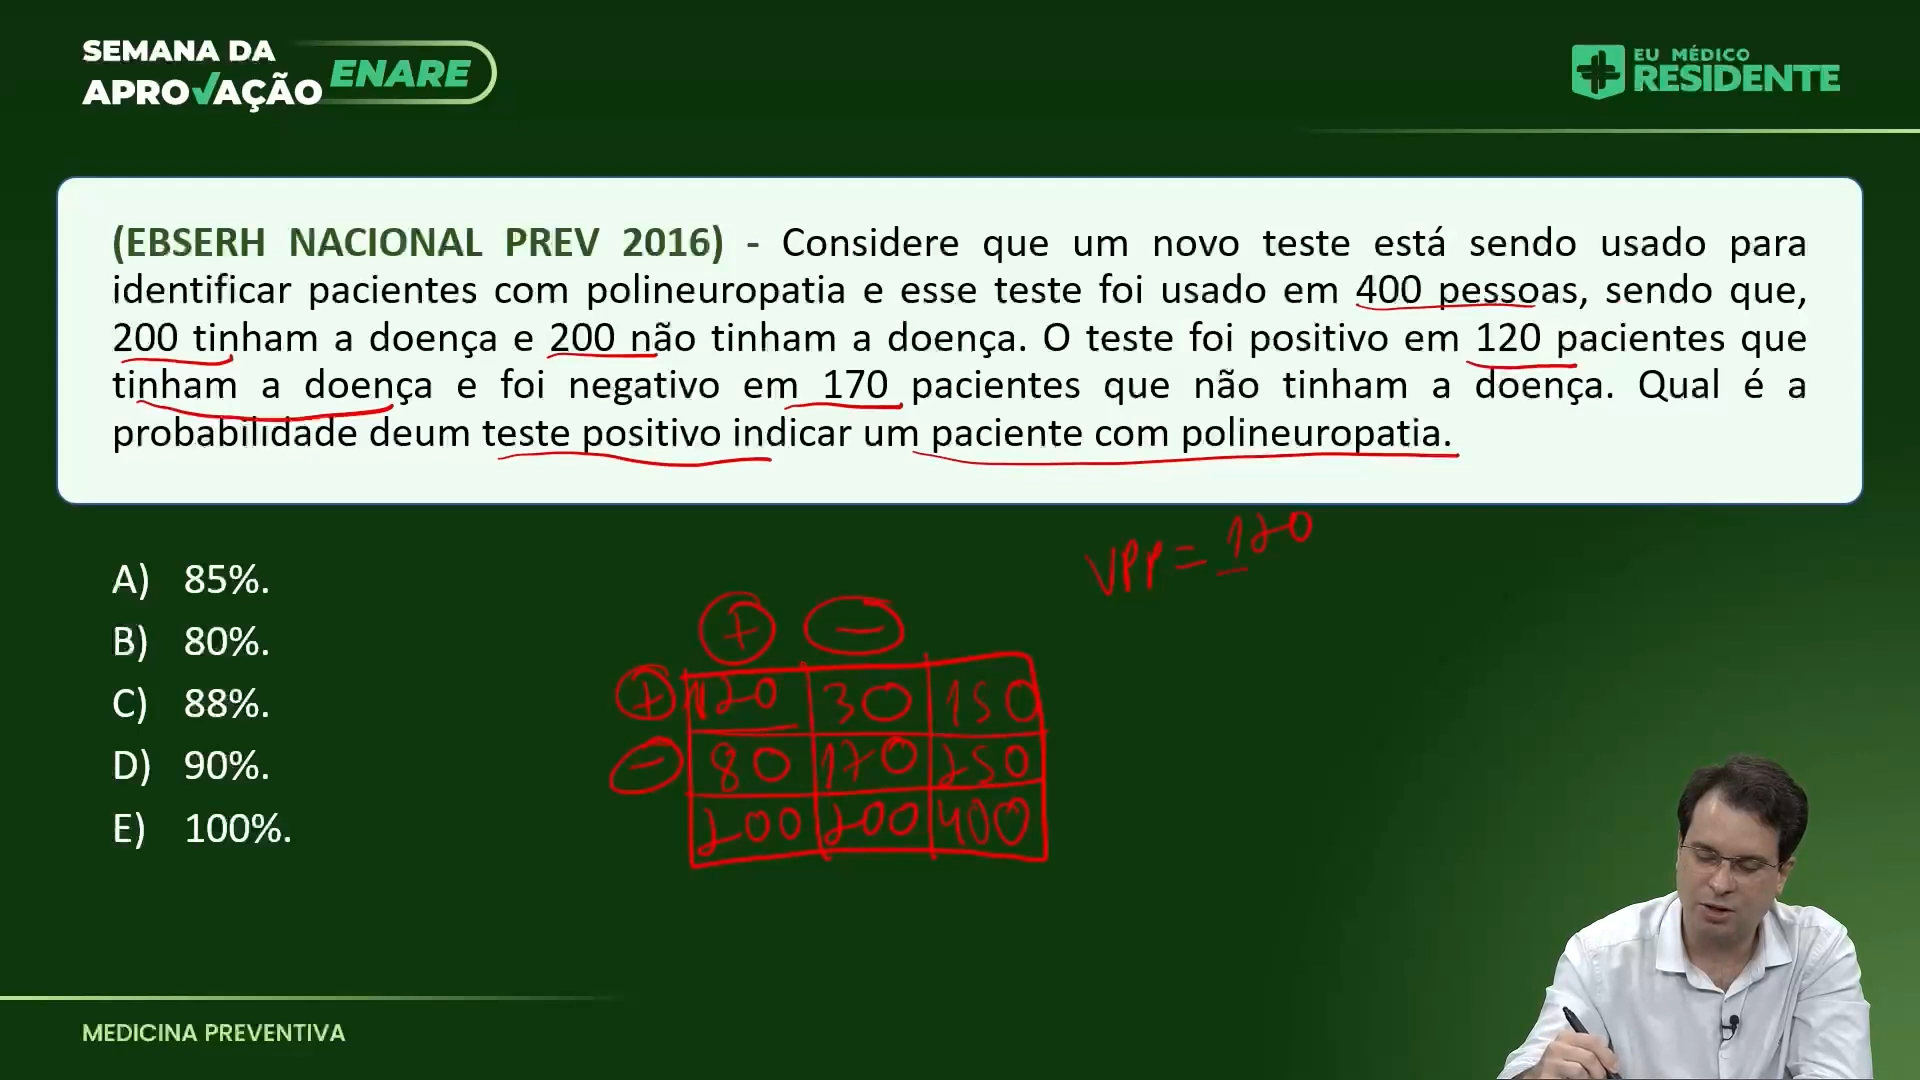 SEMANA DA
APROVAÇÃO ENARE
EU MÉDICO
RESIDENTE
(EBSERH NACIONAL PREV 2016) - Considere que um novo teste está sendo usado para
identificar pacientes com polineuropatia e esse teste foi usado em 400 pessoas, sendo que,
200 tinham a doença e 200 não tinham a doença. O teste foi positivo em 120 pacientes que
tinham a doença e foi negativo em 170 pacientes que não tinham a doença. Qual é a
probabilidade deum teste positivo indicar um paciente com polineuropatia.
VPP = 120
A) 85%.
B) 80%.
C) 88%.
D) 90%.
E) 100%.
+ -
+ 120 30 150
- 80 170 250
200 200 400
MEDICINA PREVENTIVA